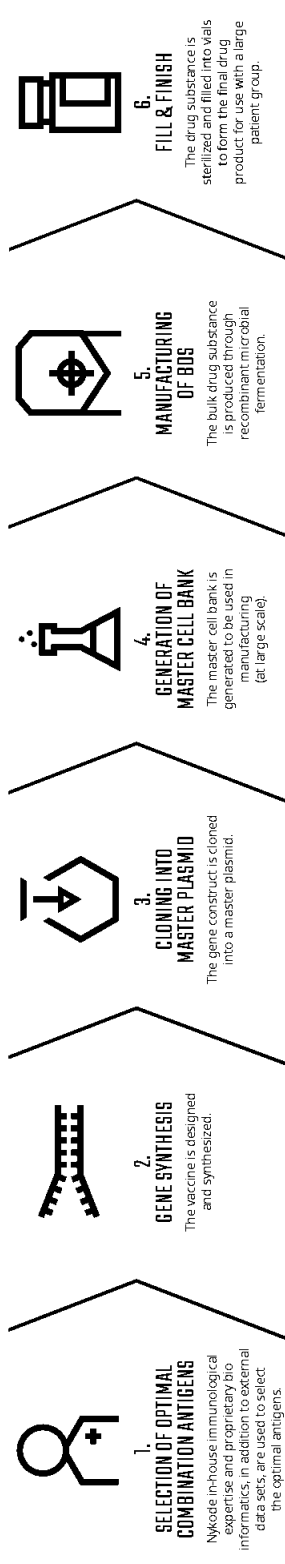 1.
SELECTION OF OPTIMAL
COMBINATION ANTIGENS
Nykode in-house immunological
expertise and proprietary bio
informatics, in addition to external
data sets, are used to select
the optimal antigens.
2.
GENE SYNTHESIS
The vaccine is designed
and synthesized.
3.
CLONING INTO
MASTER PLASMID
The gene construct is cloned
into a master plasmid.
4.
GENERATION OF
MASTER CELL BANK
The master cell bank is
generated to be used in
manufacturing
(at large scale).
5.
MANUFACTURING
OF BDS
The bulk drug substance
is produced through
recombinant microbial
fermentation.
6.
FILL & FINISH
The drug substance is
sterilized and filled into vials
to form the final drug
product for use with a large
patient group.